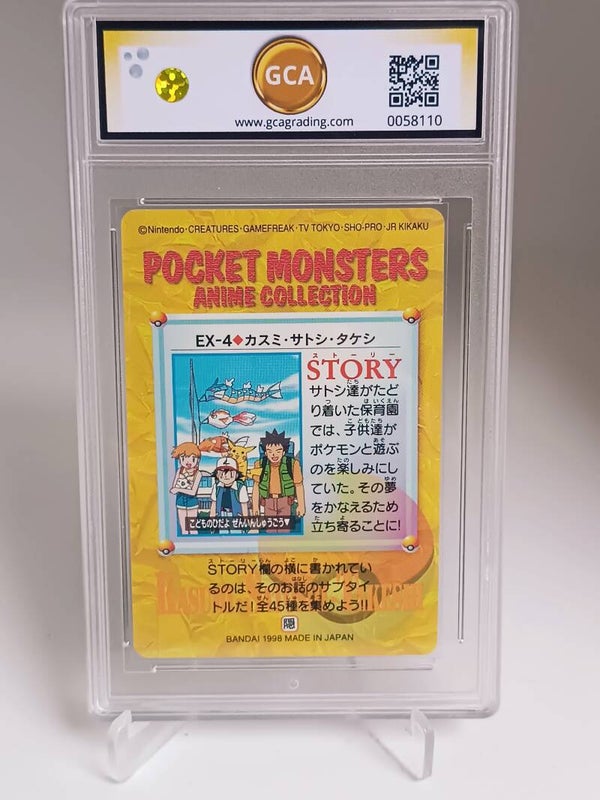 GCA
www.gcagrading.com
0058110
©Nintendo･CREATURES･GAMEFREAK･TV TOKYO･SHO-PRO･JR KIKAKU
POCKET MONSTERS
ANIME COLLECTION
EX-4◆カスミ･サトシ･タケシ
ストーリー
STORY
サトシ達がたど
り着いた保育園
では、子供達が
ポケモンと遊ぶ
のを楽しみにし
ていた。その夢
をかなえるため
立ち寄ることに!
こどものひだよ ぜんいんしゅうごう▼
STORY欄の横に書かれてい
るのは、そのお話のサブタイ
トルだ!全45種を集めよう!!
BANDAI 1998 MADE IN JAPAN